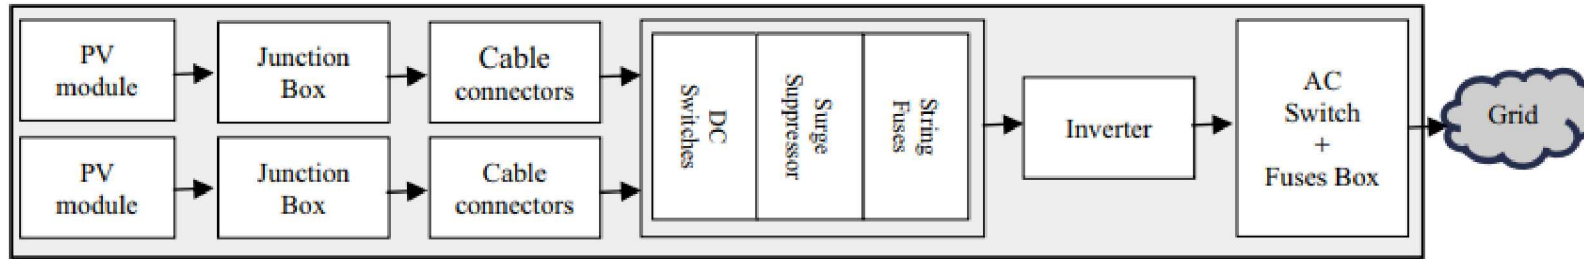 PV
module
Junction
Box
Cable
connectors
PV
module
Junction
Box
Cable
connectors
DC
Switches
Surge
Suppressor
String
Fuses
Inverter
AC
Switch
+
Fuses Box
Grid